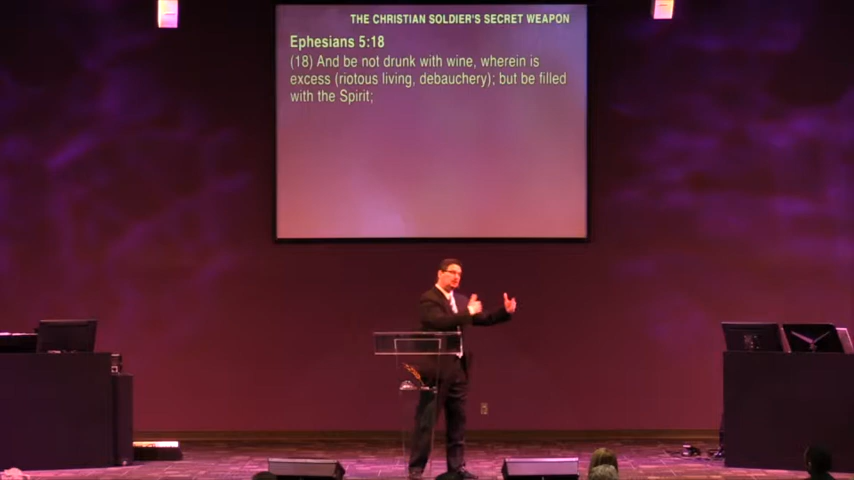 THE CHRISTIAN SOLDIER'S SECRET WEAPON
Ephesians 5:18
(18) And be not drunk with wine, wherein is
excess (riotous living, debauchery); but be filled
with the Spirit;